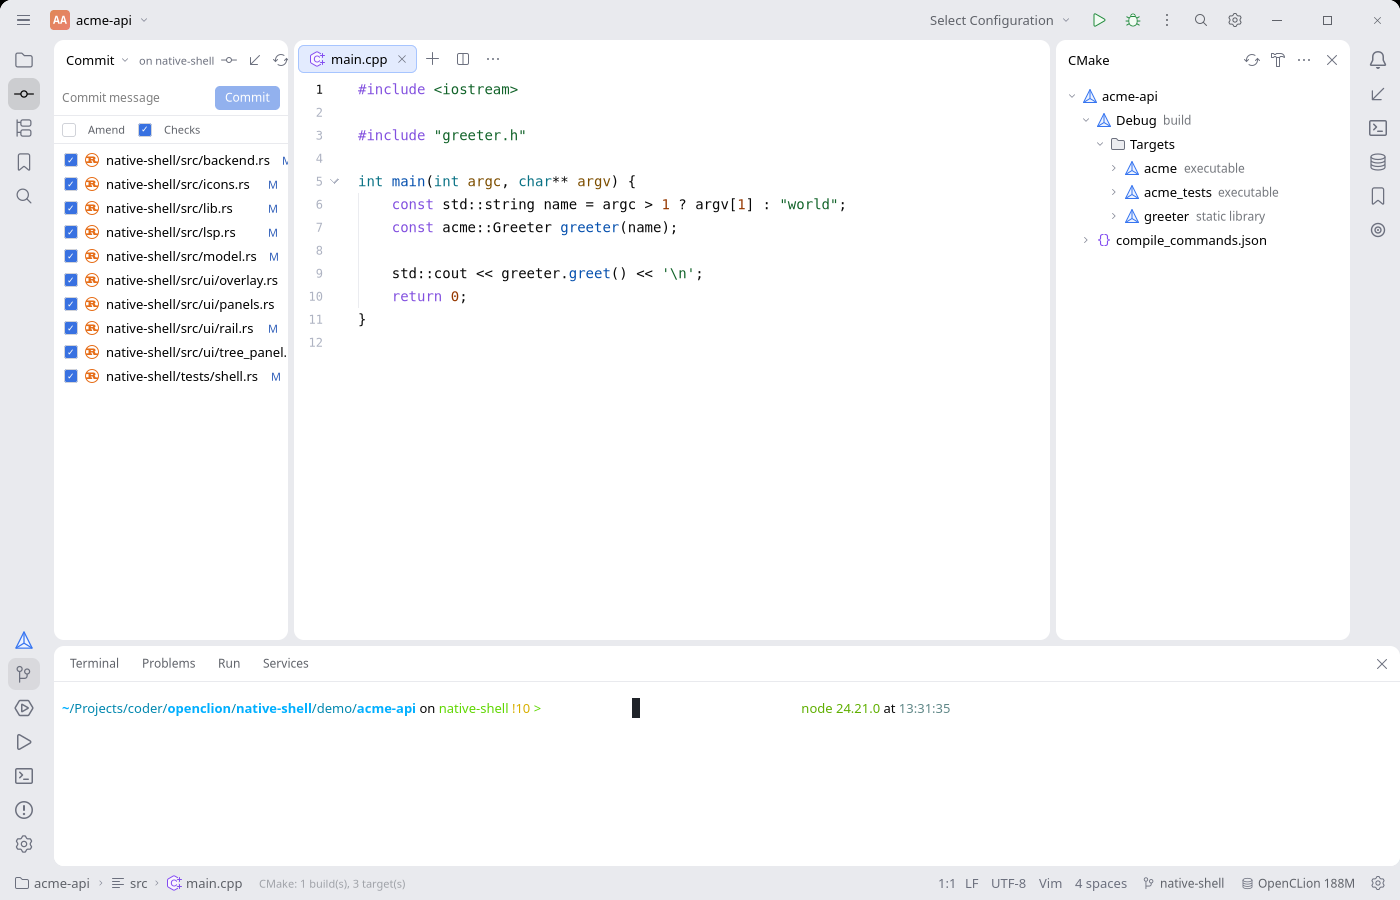 AA acme-api
Select Configuration
Commit on native-shell
Commit message Commit
Amend Checks
native-shell/src/backend.rs M
native-shell/src/icons.rs M
native-shell/src/lib.rs M
native-shell/src/lsp.rs M
native-shell/src/model.rs M
native-shell/src/ui/overlay.rs
native-shell/src/ui/panels.rs
native-shell/src/ui/rail.rs M
native-shell/src/ui/tree_panel.
native-shell/tests/shell.rs M
main.cpp
1 #include <iostream>
2
3 #include "greeter.h"
4
5 int main(int argc, char** argv) {
6     const std::string name = argc > 1 ? argv[1] : "world";
7     const acme::Greeter greeter(name);
8
9     std::cout << greeter.greet() << '\n';
10     return 0;
11 }
12
CMake
acme-api
Debug build
Targets
acme executable
acme_tests executable
greeter static library
{} compile_commands.json
Terminal Problems Run Services
~/Projects/coder/openclion/native-shell/demo/acme-api on native-shell !10 > node 24.21.0 at 13:31:35
acme-api > src > main.cpp CMake: 1 build(s), 3 target(s) 1:1 LF UTF-8 Vim 4 spaces native-shell OpenCLion 188M